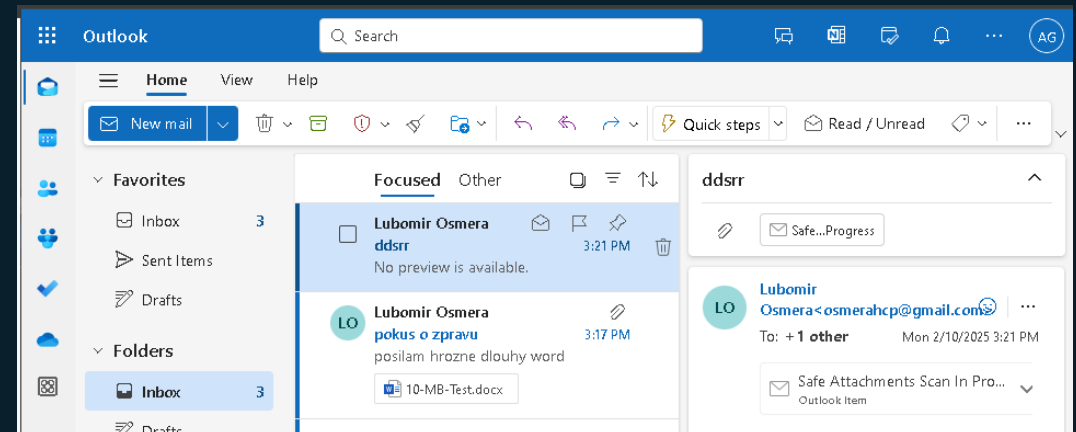 Outlook
Search
AG
Home View Help
New mail
Quick steps
Read / Unread
Favorites
Inbox 3
Sent Items
Drafts
Folders
Inbox 3
Drafts
Focused Other
Lubomir Osmera
ddsrr 3:21 PM
No preview is available.
LO
Lubomir Osmera
pokus o zpravu 3:17 PM
posilam hrozne dlouhy word
10-MB-Test.docx
ddsrr
Safe...Progress
LO
Lubomir
Osmera<osmerahcp@gmail.com
To: +1 other Mon 2/10/2025 3:21 PM
Safe Attachments Scan In Pro...
Outlook Item